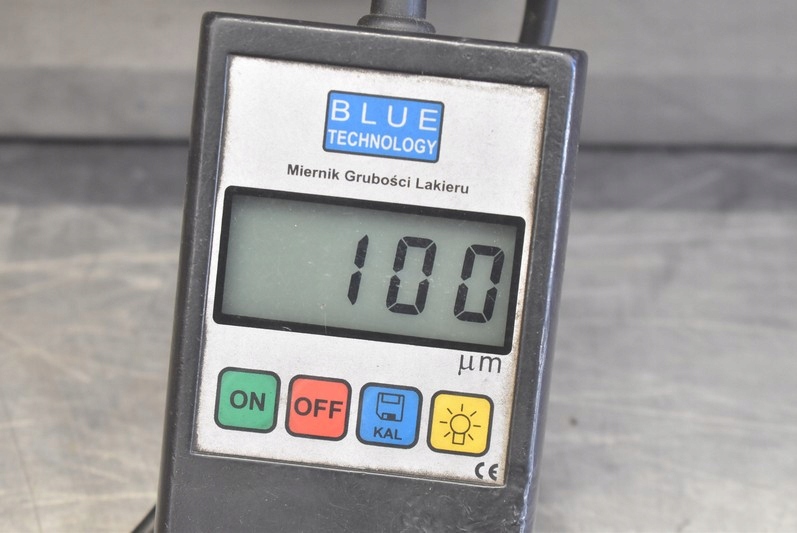 BLUE
TECHNOLOGY
Miernik Grubości Lakieru
100
µm
ON
OFF
KAL
CE